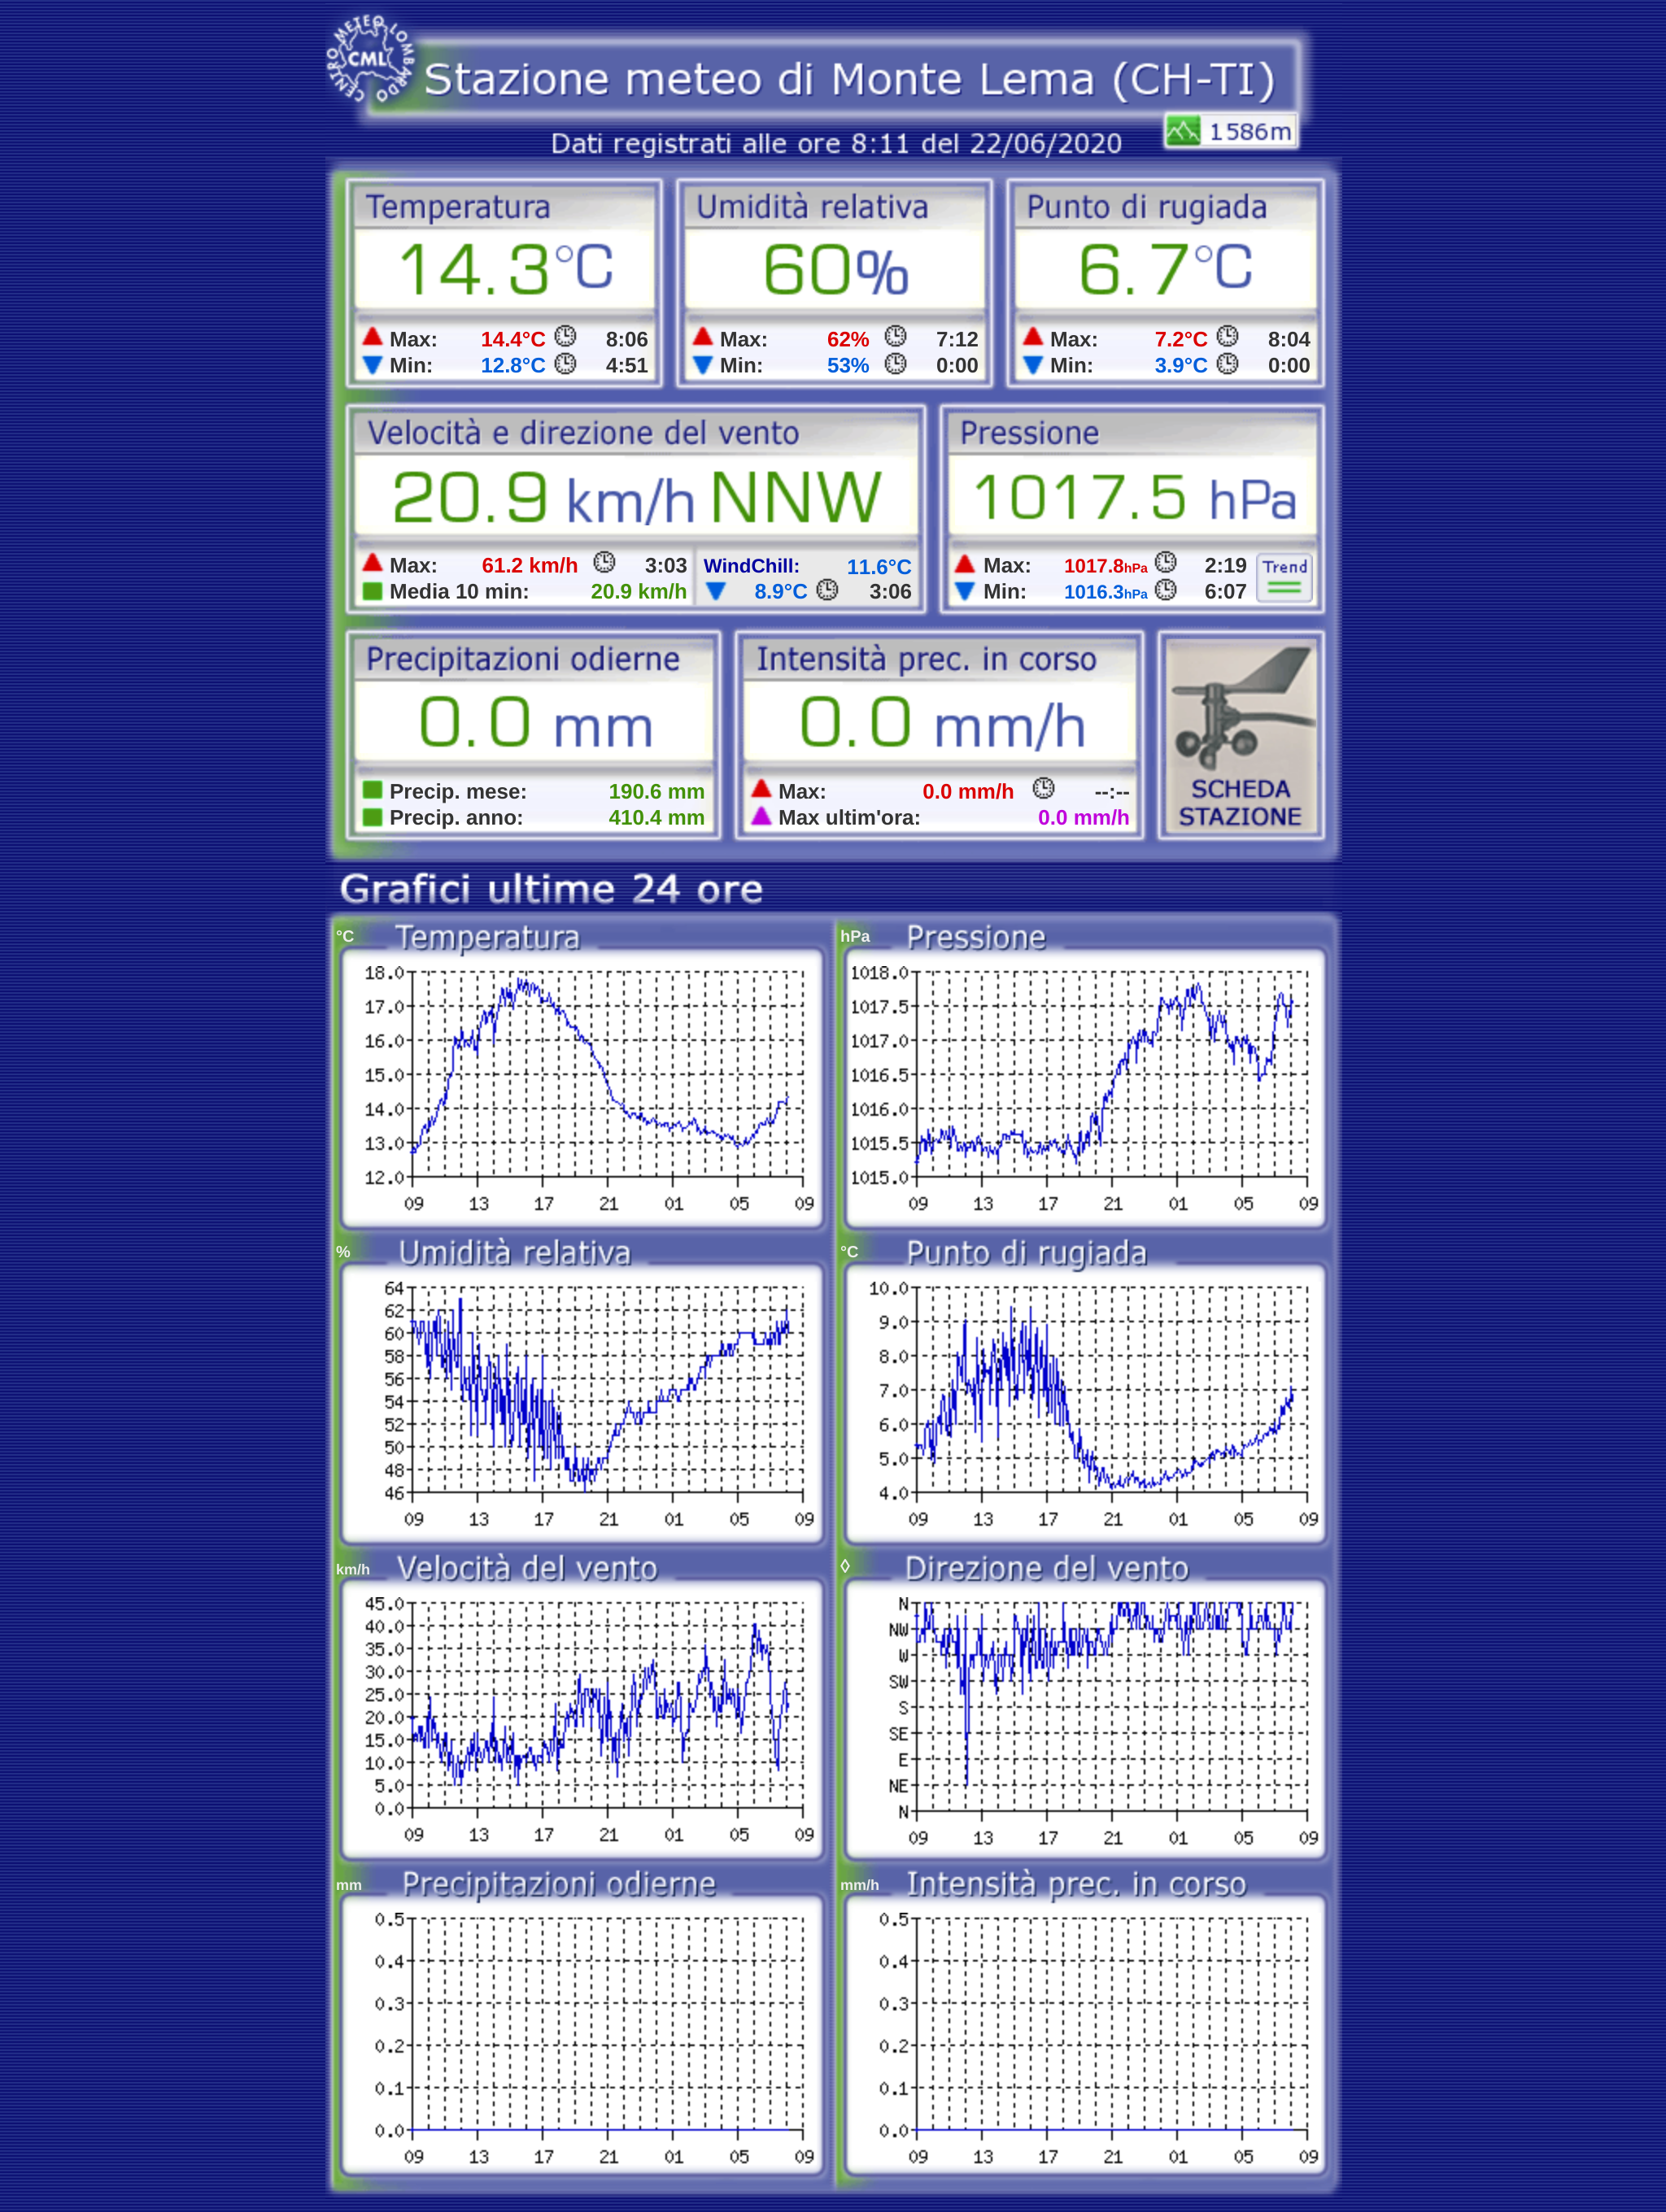 CENTRO METEO LOMBARDO
CML
Stazione meteo di Monte Lema (CH-TI)
Dati registrati alle ore 8:11 del 22/06/2020
1586m
Temperatura
14.3°C
Max: 14.4°C 8:06
Min: 12.8°C 4:51
Umidità relativa
60%
Max: 62% 7:12
Min: 53% 0:00
Punto di rugiada
6.7°C
Max: 7.2°C 8:04
Min: 3.9°C 0:00
Velocità e direzione del vento
20.9 km/h NNW
Max: 61.2 km/h 3:03
Media 10 min: 20.9 km/h
WindChill: 11.6°C
8.9°C 3:06
Pressione
1017.5 hPa
Max: 1017.8hPa 2:19
Min: 1016.3hPa 6:07
Trend
Precipitazioni odierne
0.0 mm
Precip. mese: 190.6 mm
Precip. anno: 410.4 mm
Intensità prec. in corso
0.0 mm/h
Max: 0.0 mm/h --:--
Max ultim'ora: 0.0 mm/h
SCHEDA
STAZIONE
Grafici ultime 24 ore
°C Temperatura
18.0
17.0
16.0
15.0
14.0
13.0
12.0
09 13 17 21 01 05 09
hPa Pressione
1018.0
1017.5
1017.0
1016.5
1016.0
1015.5
1015.0
09 13 17 21 01 05 09
% Umidità relativa
64
62
60
58
56
54
52
50
48
46
09 13 17 21 01 05 09
°C Punto di rugiada
10.0
9.0
8.0
7.0
6.0
5.0
4.0
09 13 17 21 01 05 09
km/h Velocità del vento
45.0
40.0
35.0
30.0
25.0
20.0
15.0
10.0
5.0
0.0
09 13 17 21 01 05 09
◊ Direzione del vento
N
NW
W
SW
S
SE
E
NE
N
09 13 17 21 01 05 09
mm Precipitazioni odierne
0.5
0.4
0.3
0.2
0.1
0.0
09 13 17 21 01 05 09
mm/h Intensità prec. in corso
0.5
0.4
0.3
0.2
0.1
0.0
09 13 17 21 01 05 09